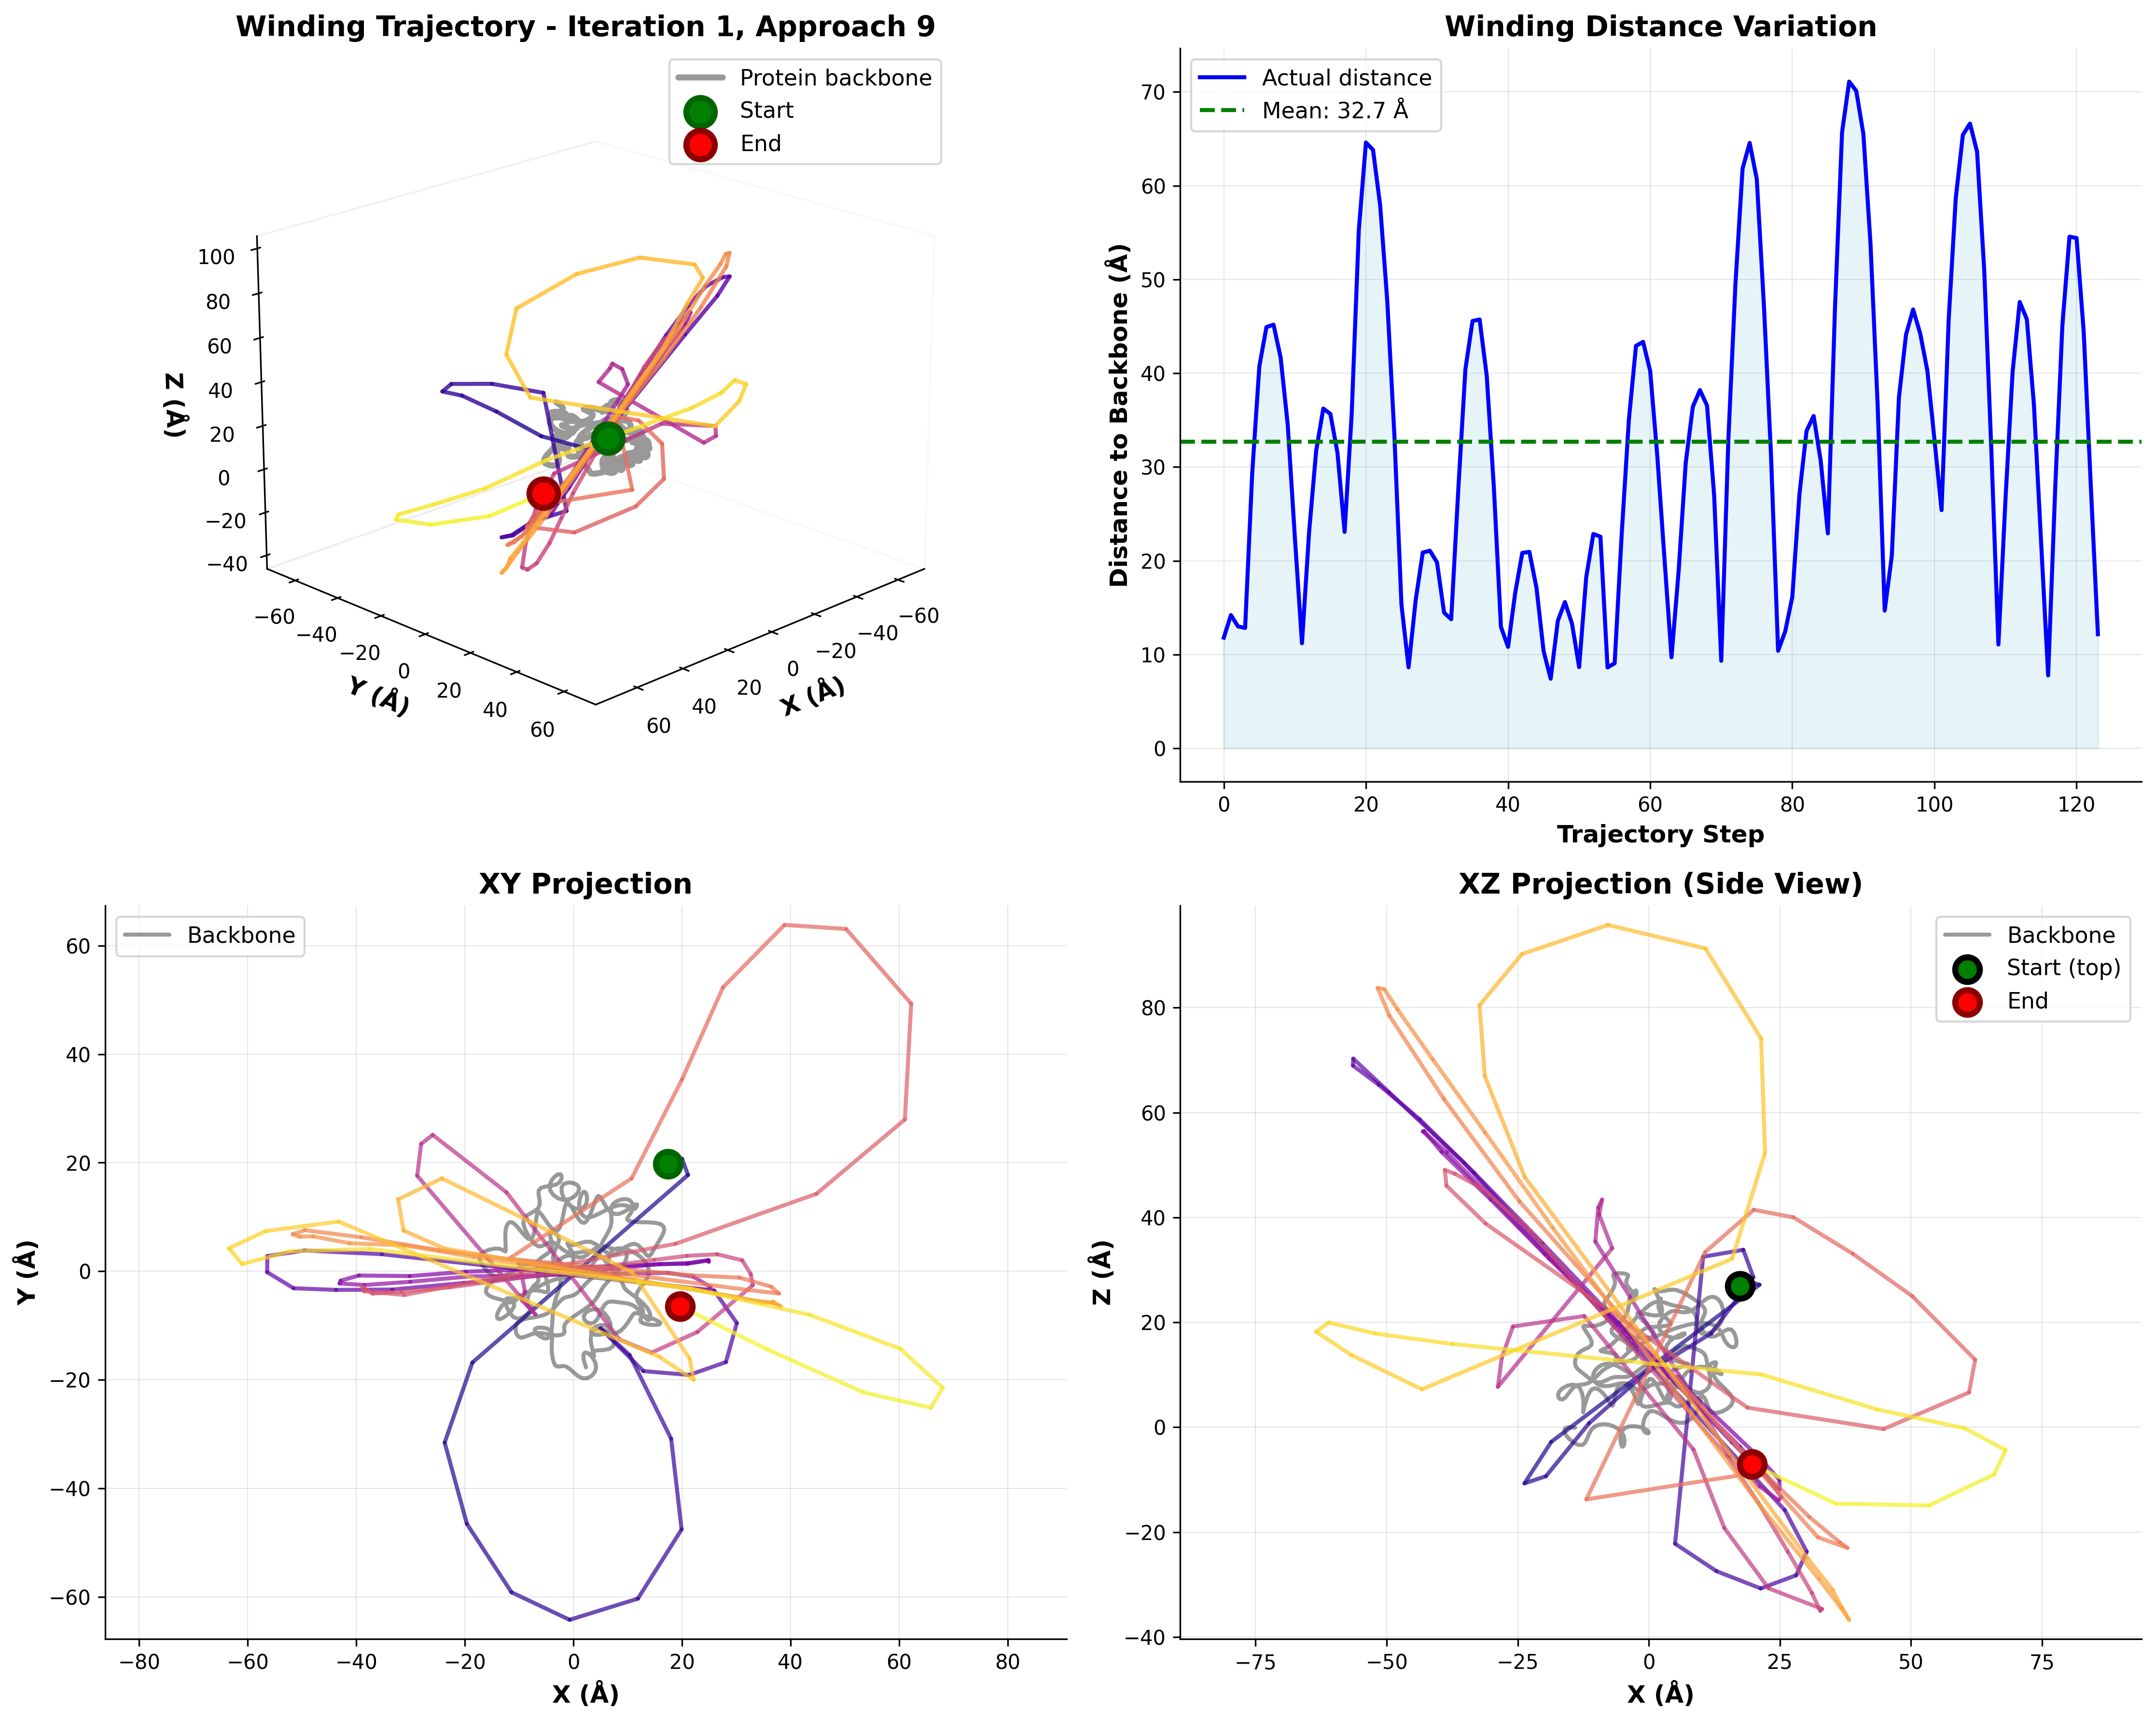 Winding Trajectory - Iteration 1, Approach 9
Protein backbone
Start
End
100
80
60
40
20
0
−20
−40
Z (Å)
−60
−40
−20
0
20
40
60
Y (Å)
60
40
20
0
−20
−40
−60
X (Å)
Winding Distance Variation
Actual distance
Mean: 32.7 Å
70
60
50
40
30
20
10
0
Distance to Backbone (Å)
0 20 40 60 80 100 120
Trajectory Step
XY Projection
Backbone
60
40
20
0
−20
−40
−60
Y (Å)
−80 −60 −40 −20 0 20 40 60 80
X (Å)
XZ Projection (Side View)
Backbone
Start (top)
End
80
60
40
20
0
−20
−40
Z (Å)
−75 −50 −25 0 25 50 75
X (Å)